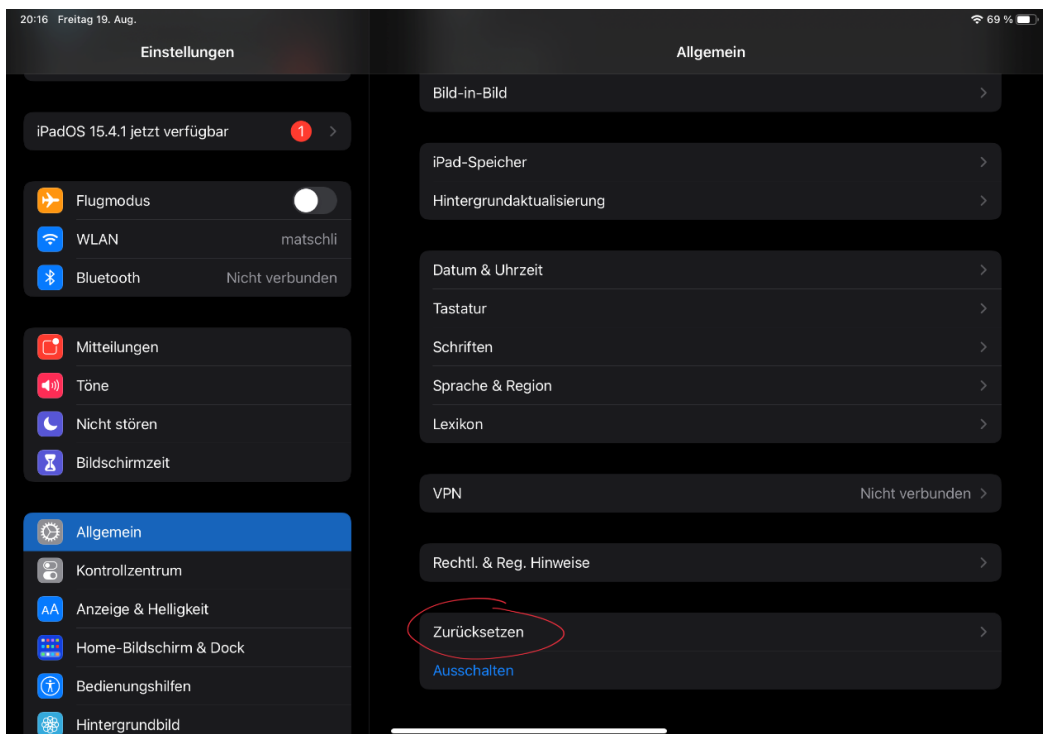 20:16 Freitag 19. Aug.
69 %
Einstellungen
iPadOS 15.4.1 jetzt verfügbar
1
Flugmodus
WLAN
matschli
Bluetooth
Nicht verbunden
Mitteilungen
Töne
Nicht stören
Bildschirmzeit
Allgemein
Kontrollzentrum
AA
Anzeige & Helligkeit
Home-Bildschirm & Dock
Bedienungshilfen
Hintergrundbild
Allgemein
Bild-in-Bild
iPad-Speicher
Hintergrundaktualisierung
Datum & Uhrzeit
Tastatur
Schriften
Sprache & Region
Lexikon
VPN
Nicht verbunden
Rechtl. & Reg. Hinweise
Zurücksetzen
Ausschalten